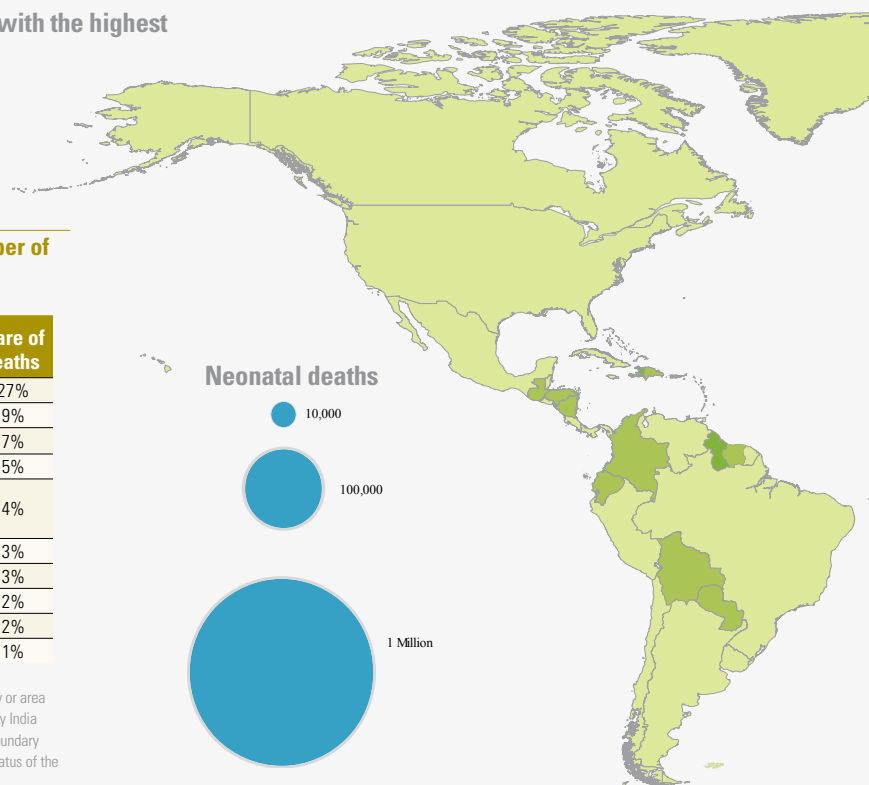 with the highest
ber of
are of
eaths
27%
9%
7%
5%
4%
3%
3%
2%
2%
1%
y or area
y India
undary
atus of the
Neonatal deaths
10,000
100,000
1 Million